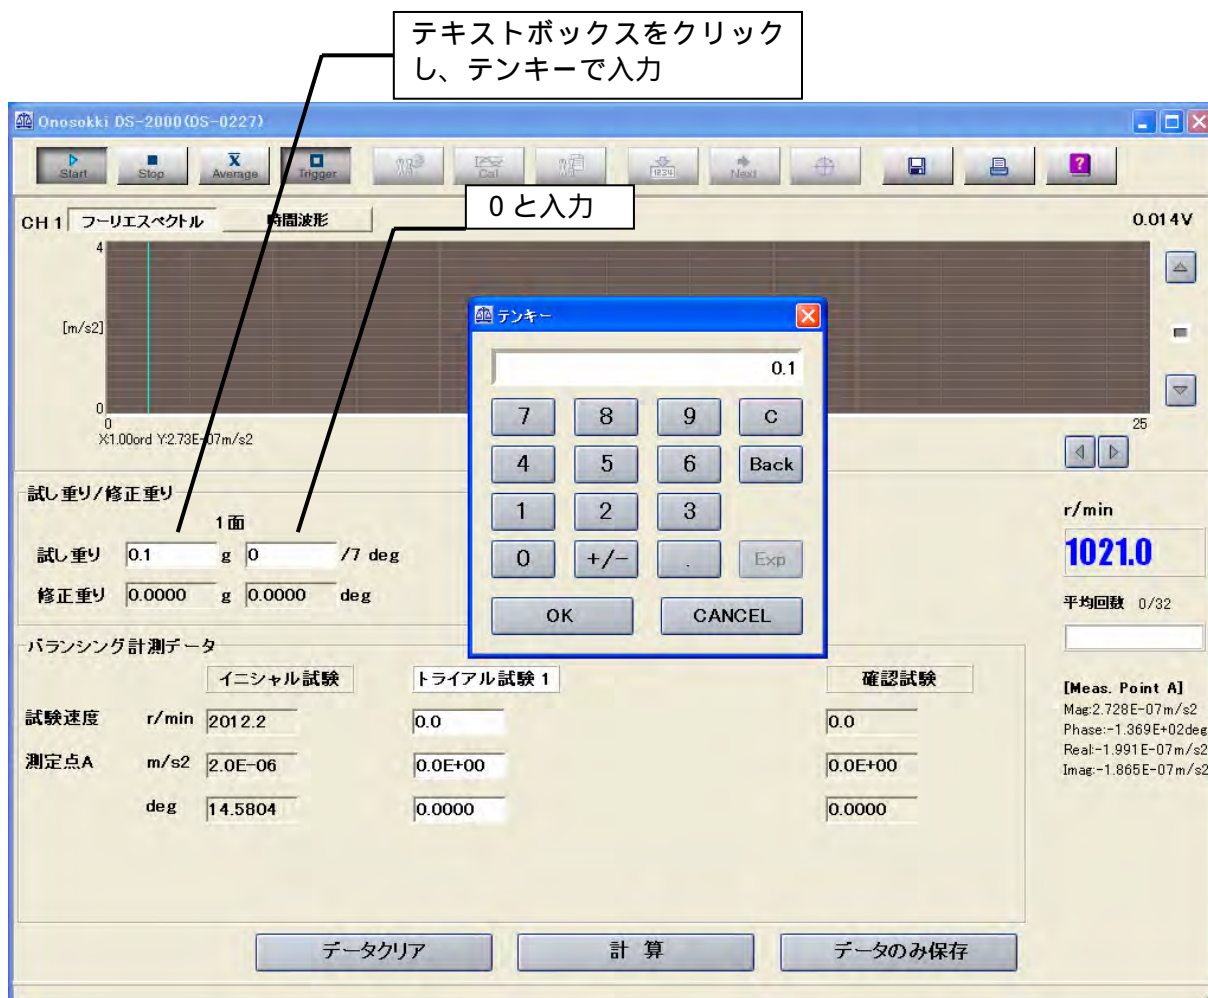 テキストボックスをクリック
し、テンキーで入力
Onosokki DS-2000(DS-0227)
Start Stop X Average Trigger Cal 1234 Next ?
0と入力
CH 1 フーリエスペクトル 時間波形 0.014V
4
[m/s2]
0
0 25
X:1.00ord Y:2.73E-07m/s2
テンキー
0.1
7 8 9 C
4 5 6 Back
1 2 3
0 +/- . Exp
OK CANCEL
試し重り/修正重り
1面
試し重り 0.1 g 0 /7 deg
修正重り 0.0000 g 0.0000 deg
r/min
1021.0
平均回数 0/32
バランシング計測データ
イニシャル試験 トライアル試験 1 確認試験
試験速度 r/min 2012.2 0.0 0.0
測定点A m/s2 2.0E-06 0.0E+00 0.0E+00
deg 14.5804 0.0000 0.0000
[Meas. Point A]
Mag:2.728E-07m/s2
Phase:-1.369E+02deg
Real:-1.991E-07m/s2
Imag:-1.865E-07m/s2
データクリア 計 算 データのみ保存